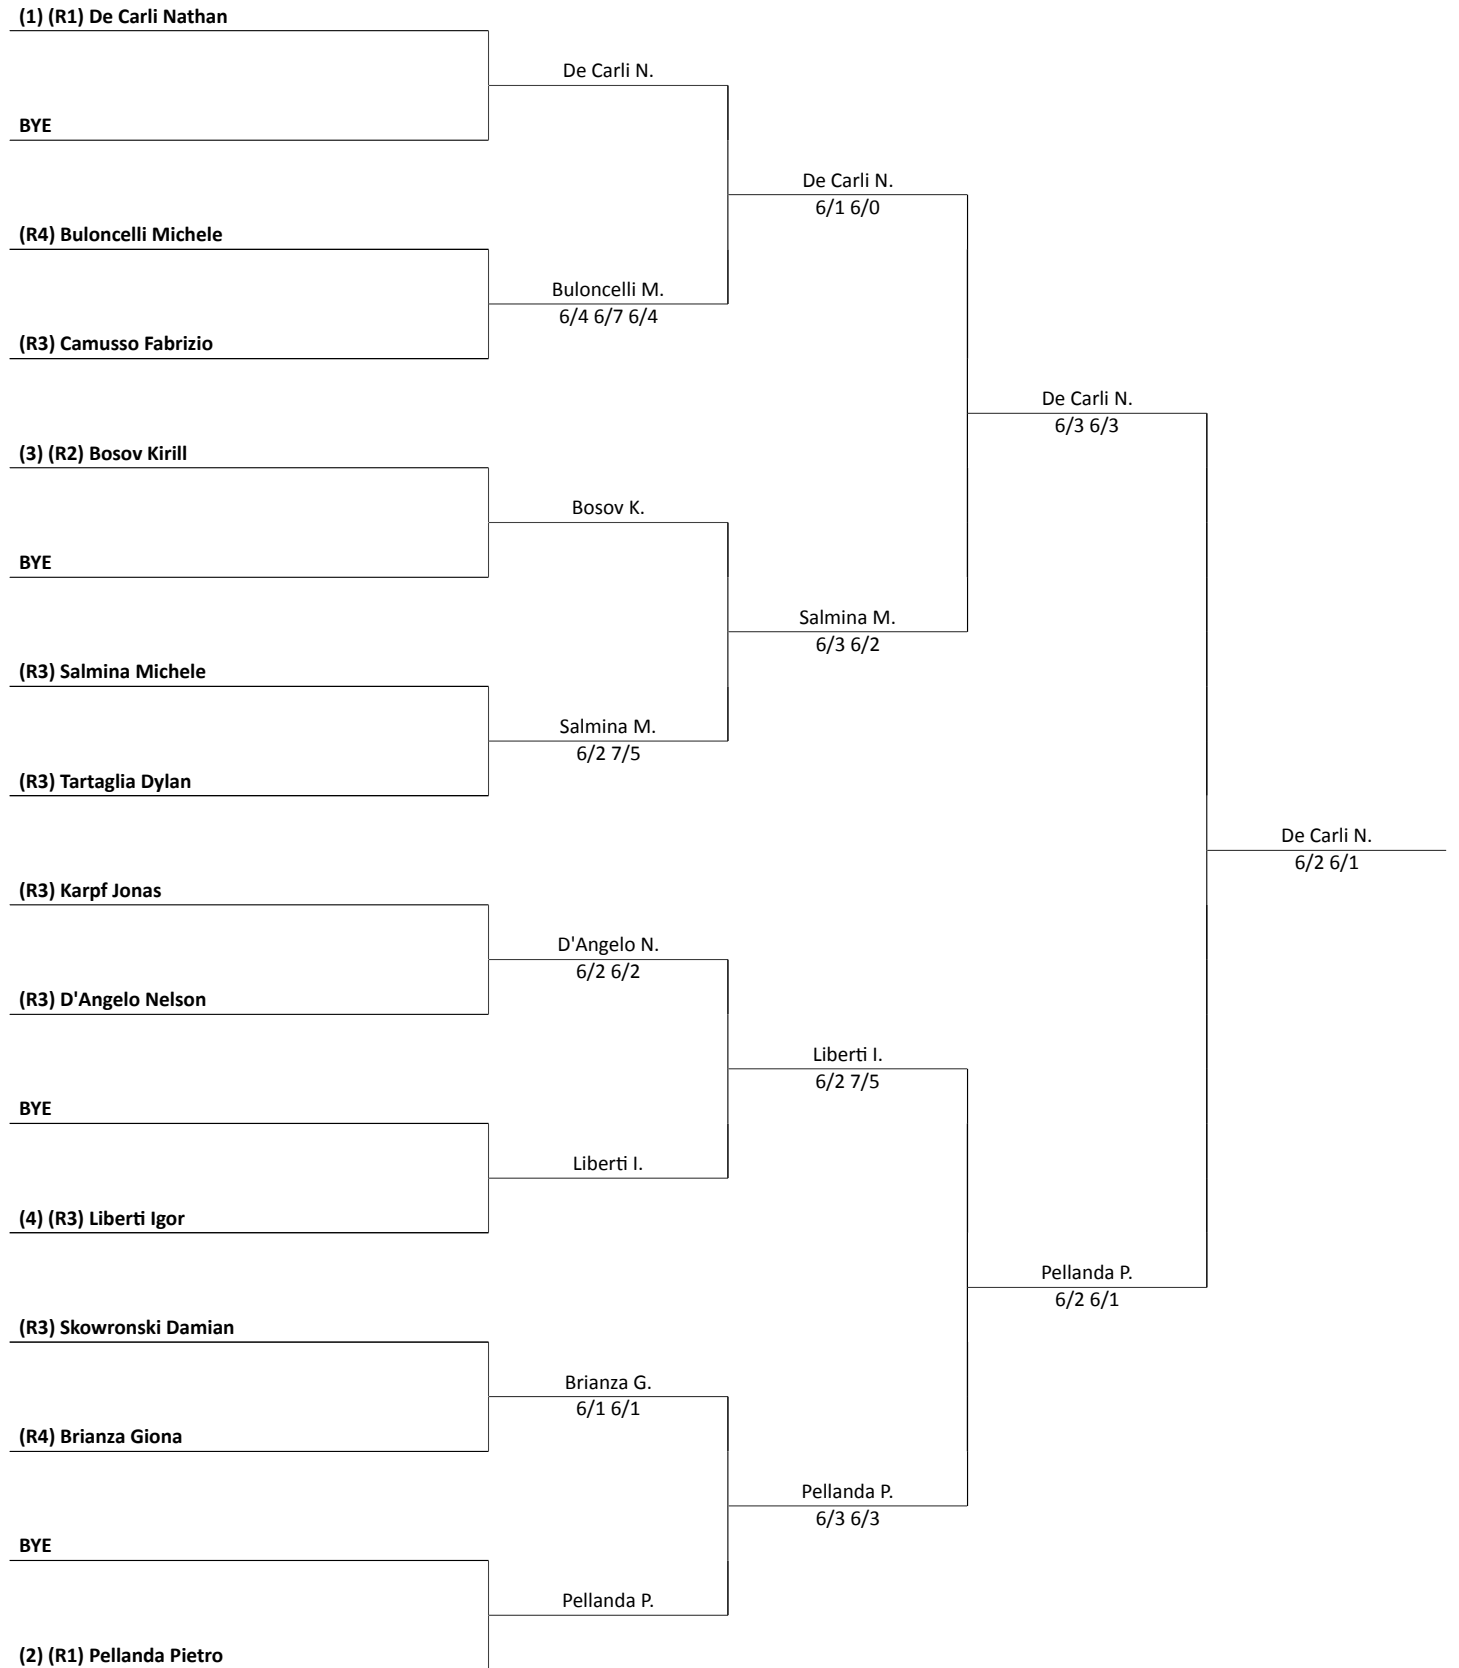 (1) (R1) De Carli Nathan
De Carli N.
BYE
De Carli N.
6/1 6/0
(R4) Buloncelli Michele
Buloncelli M.
6/4 6/7 6/4
(R3) Camusso Fabrizio
De Carli N.
6/3 6/3
(3) (R2) Bosov Kirill
Bosov K.
BYE
Salmina M.
6/3 6/2
(R3) Salmina Michele
Salmina M.
6/2 7/5
(R3) Tartaglia Dylan
De Carli N.
6/2 6/1
(R3) Karpf Jonas
D'Angelo N.
6/2 6/2
(R3) D'Angelo Nelson
Liberti I.
6/2 7/5
BYE
Liberti I.
(4) (R3) Liberti Igor
Pellanda P.
6/2 6/1
(R3) Skowronski Damian
Brianza G.
6/1 6/1
(R4) Brianza Giona
Pellanda P.
6/3 6/3
BYE
Pellanda P.
(2) (R1) Pellanda Pietro